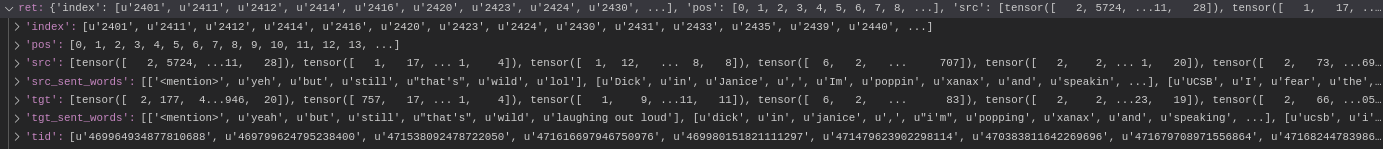 ret: {'index': [u'2401', u'2411', u'2412', u'2414', u'2416', u'2420', u'2423', u'2424', u'2430', ...], 'pos': [0, 1, 2, 3, 4, 5, 6, 7, 8, ...], 'src': [tensor([ 2, 5724, ...11, 28]), tensor([ 1, 17, ...…
'index': [u'2401', u'2411', u'2412', u'2414', u'2416', u'2420', u'2423', u'2424', u'2430', u'2431', u'2433', u'2435', u'2439', u'2440', ...]
'pos': [0, 1, 2, 3, 4, 5, 6, 7, 8, 9, 10, 11, 12, 13, ...]
'src': [tensor([ 2, 5724, ...11, 28]), tensor([ 1, 17, ... 1, 4]), tensor([ 1, 12, ... 8, 8]), tensor([ 6, 2, ... 707]), tensor([ 2, 2, ... 1, 20]), tensor([ 2, 73, ...69…
'src_sent_words': [['<mention>', u'yeh', u'but', u'still', u"that's", u'wild', u'lol'], [u'Dick', u'in', u'Janice', u',', u'Im', u'poppin', u'xanax', u'and', u'speakin', ...], [u'UCSB', u'I', u'fear', u'the',…
'tgt': [tensor([ 2, 177, 4...946, 20]), tensor([ 757, 17, ... 1, 4]), tensor([ 1, 9, ...11, 11]), tensor([ 6, 2, ... 83]), tensor([ 2, 2, ...23, 19]), tensor([ 2, 66, ...05…
'tgt_sent_words': [['<mention>', u'yeah', u'but', u'still', u"that's", u'wild', u'laughing out loud'], [u'dick', u'in', u'janice', u',', u"i'm", u'popping', u'xanax', u'and', u'speaking', ...], [u'ucsb', u'i'…
'tid': [u'469964934877810688', u'469799624795238400', u'471538092478722050', u'471616697946750976', u'469980151821111297', u'471479623902298114', u'470383811642269696', u'471679708971556864', u'47168244783986…